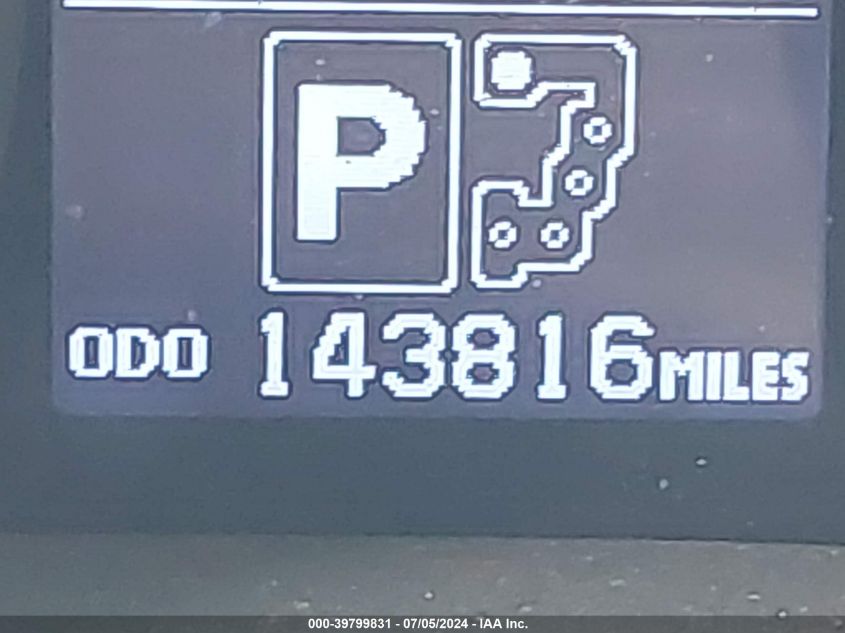 P
ODO 143816 MILES
000-39799831 - 07/05/2024 - IAA Inc.